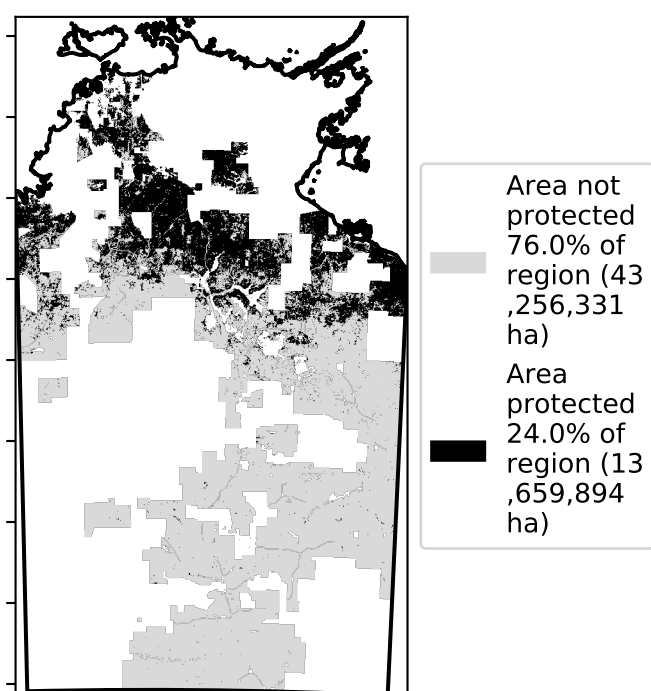 Area not
protected
76.0% of
region (43
,256,331
ha)
Area
protected
24.0% of
region (13
,659,894
ha)